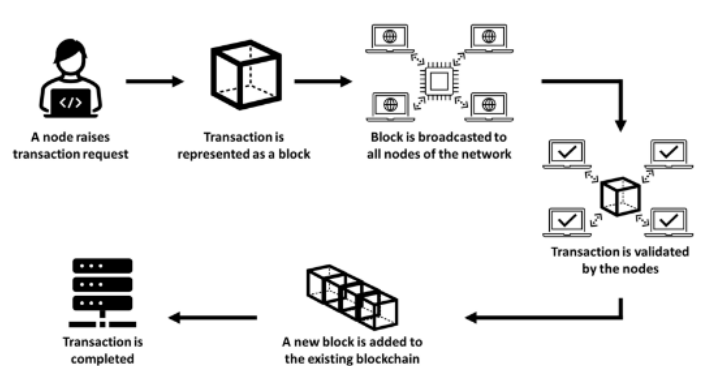 </>
A node raises
transaction request
Transaction is
represented as a block
Block is broadcasted to
all nodes of the network
Transaction is validated
by the nodes
A new block is added to
the existing blockchain
Transaction is
completed